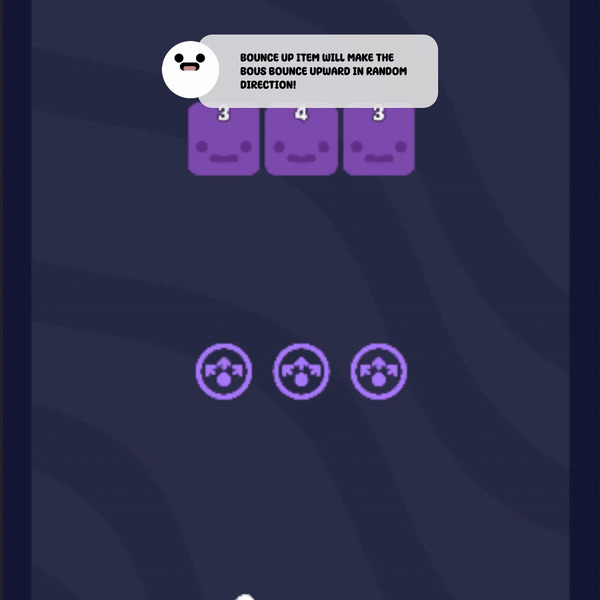 BOUNCE UP ITEM WILL MAKE THE
BOUS BOUNCE UPWARD IN RANDOM
DIRECTION!
3 4 3